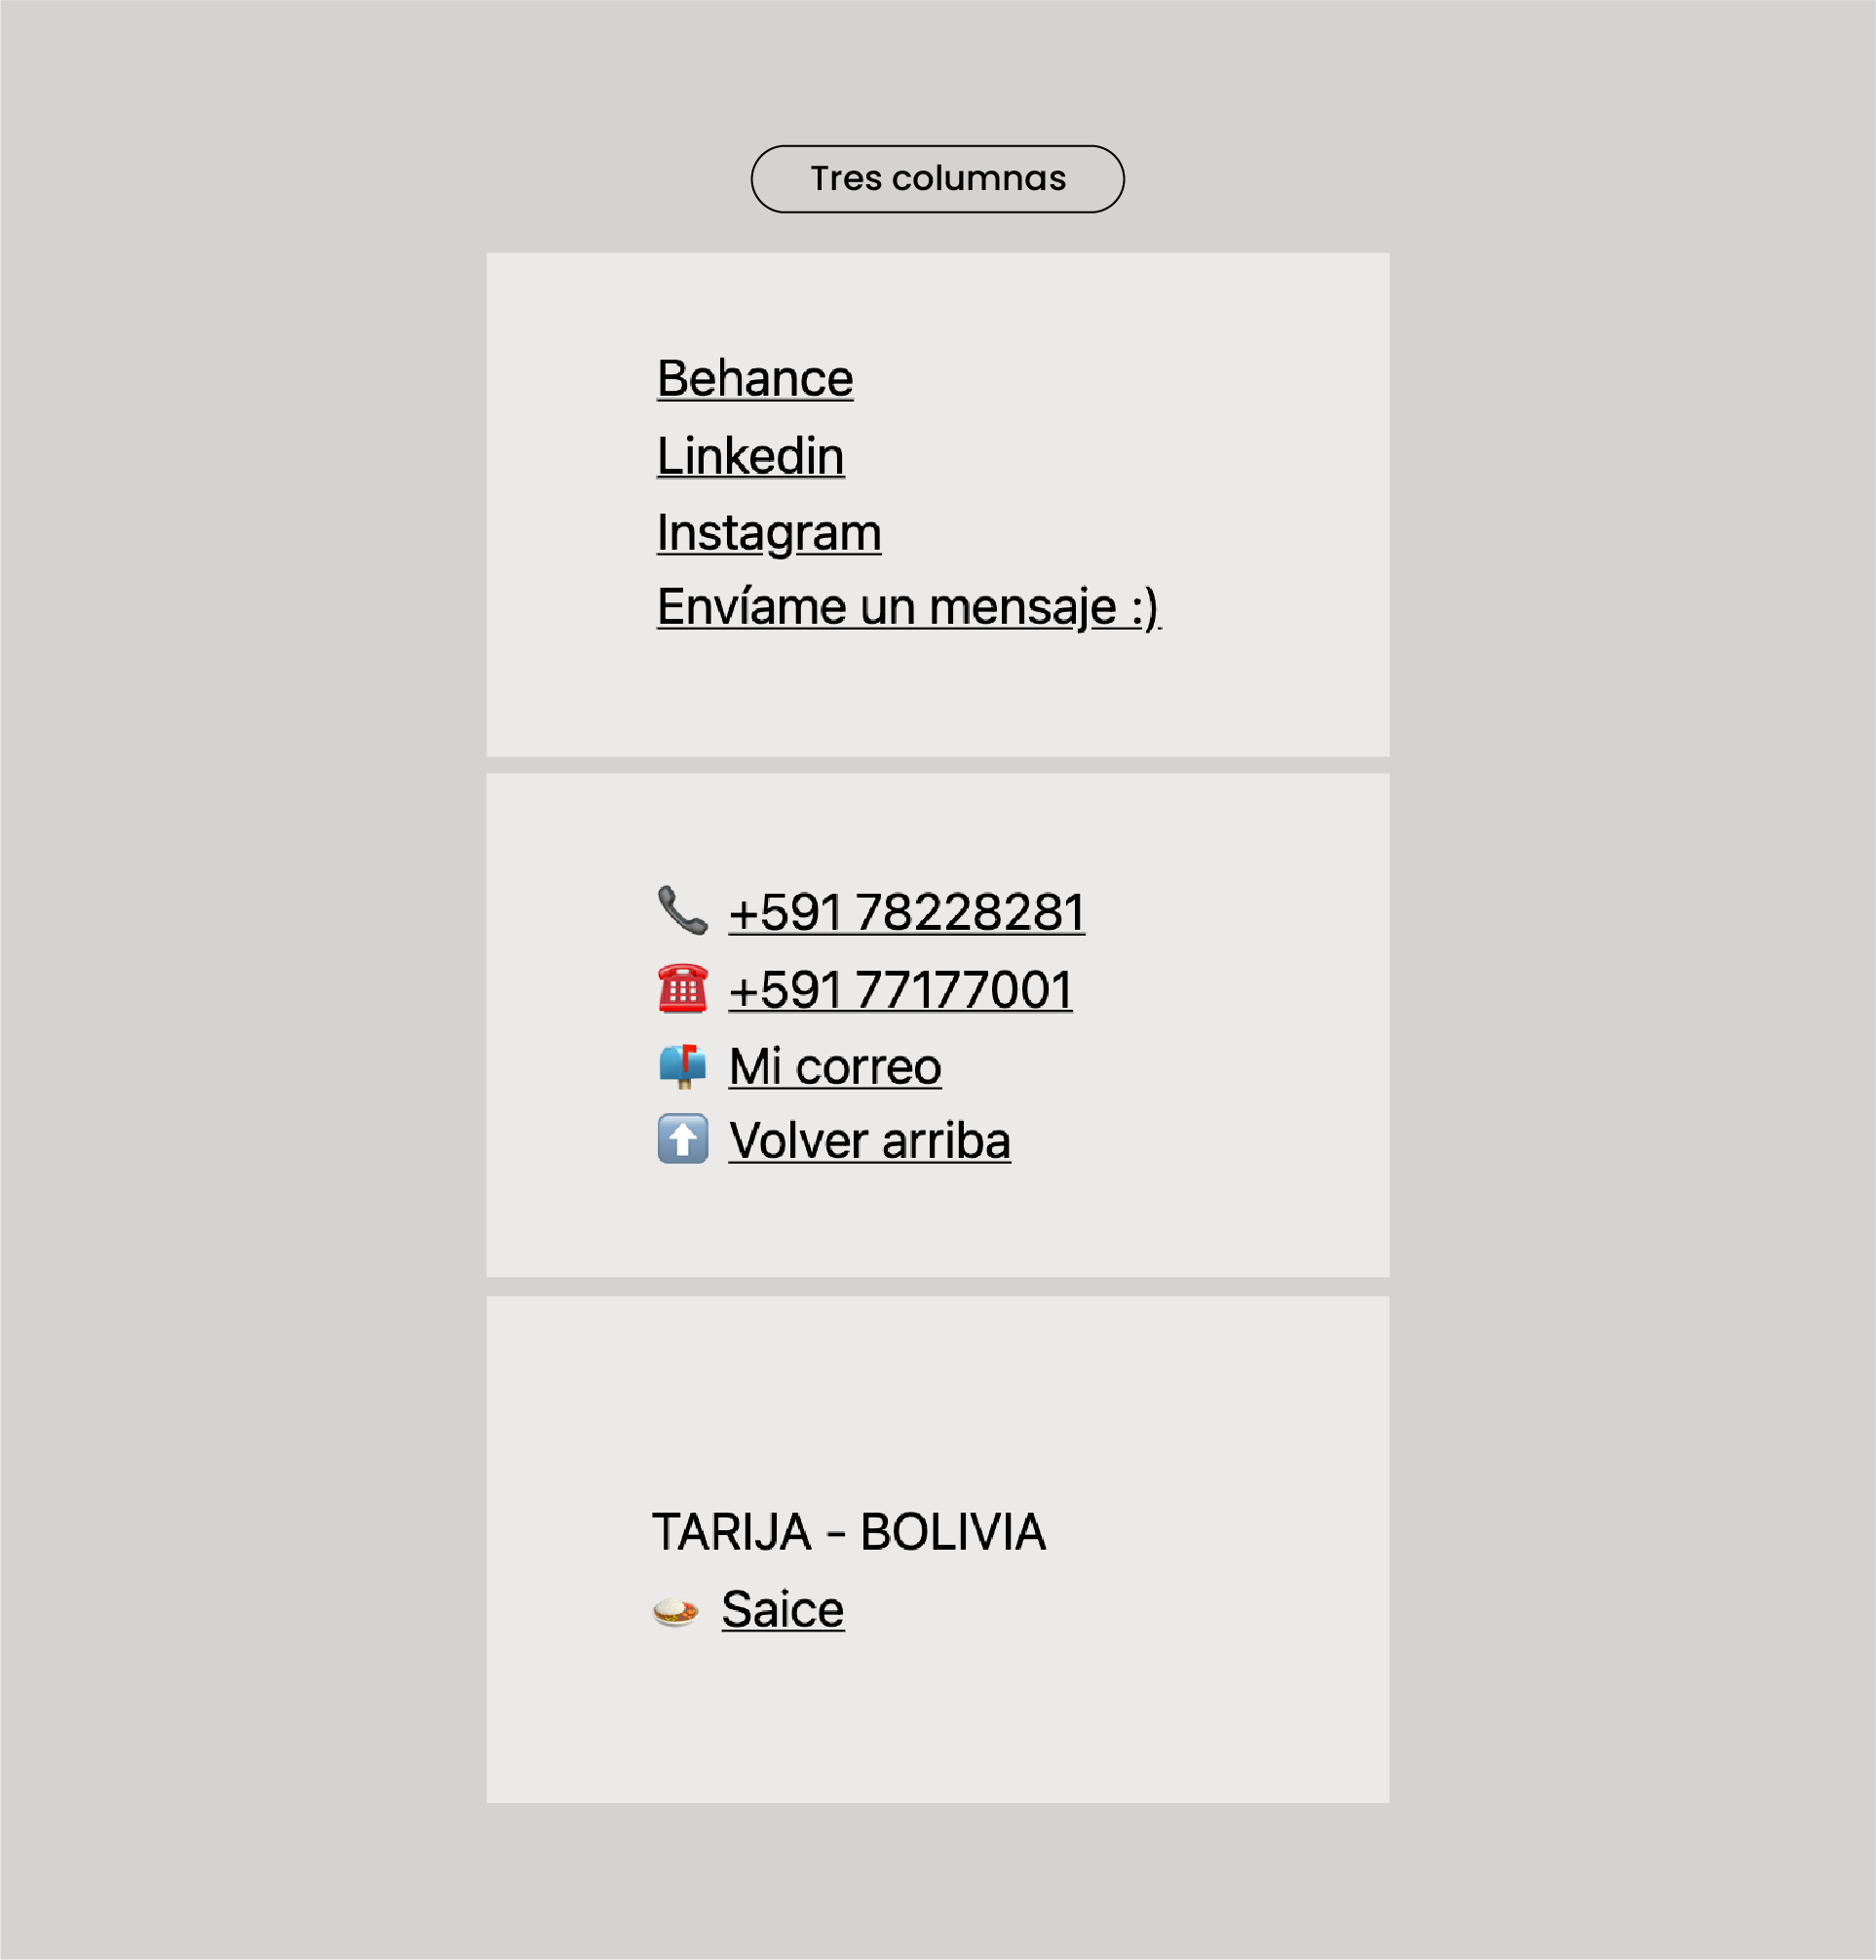 Tres columnas
Behance
Linkedin
Instagram
Envíame un mensaje :)
+591 78228281
+591 77177001
Mi correo
Volver arriba
TARIJA - BOLIVIA
Saice